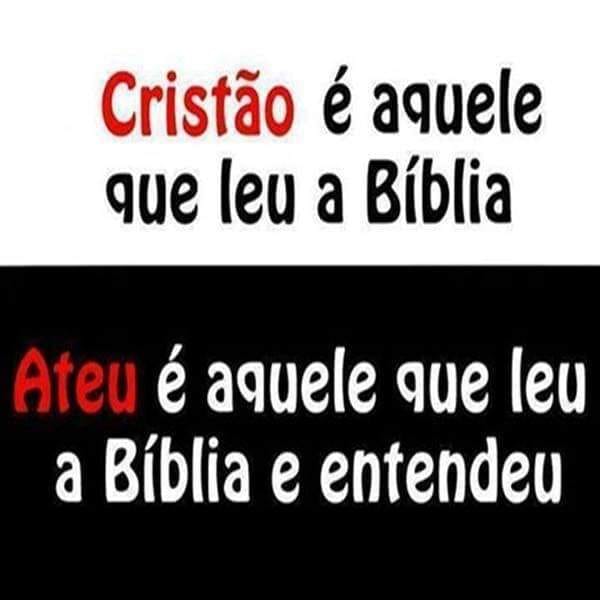 Cristão é aquele
que leu a Bíblia
Ateu é aquele que leu
a Bíblia e entendeu